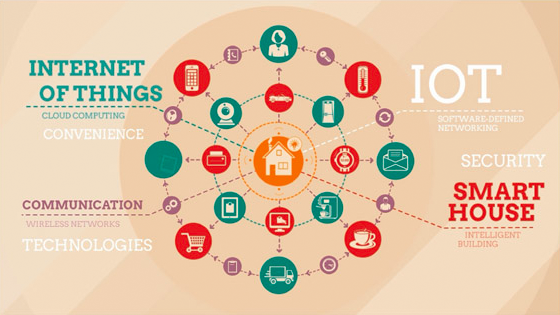 INTERNET
OF THINGS
CLOUD COMPUTING
CONVENIENCE
COMMUNICATION
WIRELESS NETWORKS
TECHNOLOGIES
IOT
SOFTWARE-DEFINED
NETWORKING
SECURITY
SMART
HOUSE
INTELLIGENT
BUILDING